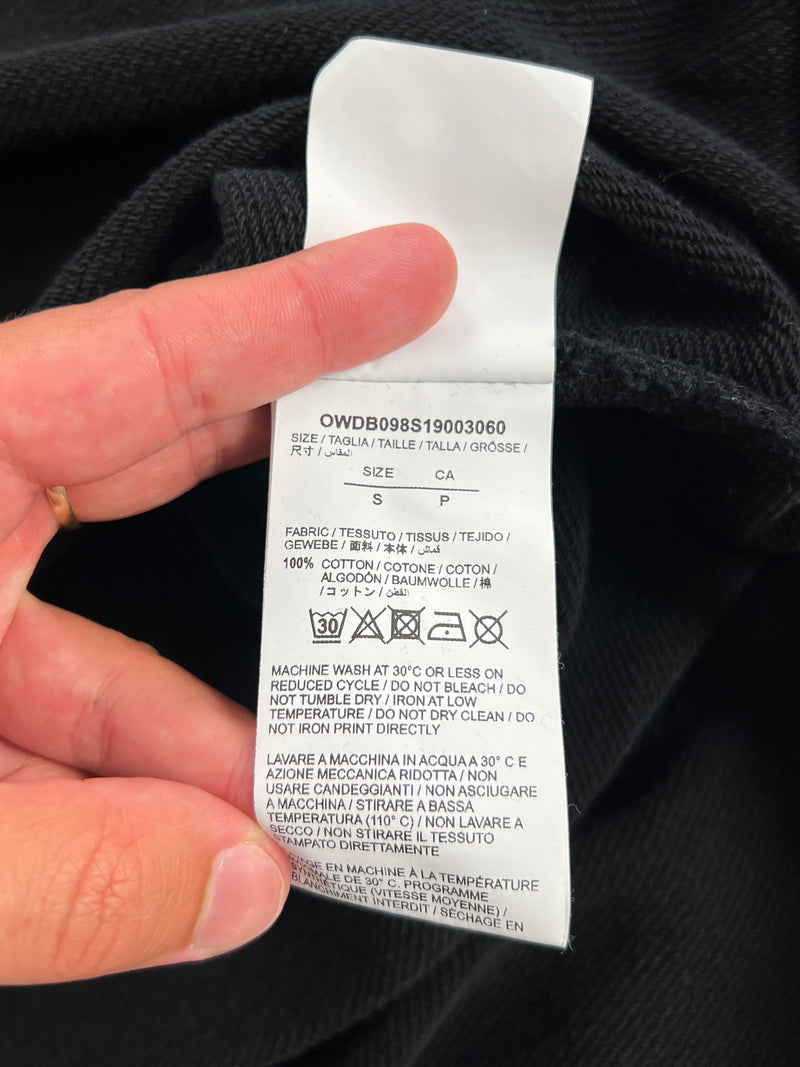 OWDB098S19003060
SIZE / TAGLIA / TAILLE / TALLA / GRÖSSE /
尺寸 / المقاس
SIZE CA
S P
FABRIC / TESSUTO / TISSUS / TEJIDO /
GEWEBE / 面料 / 本体 / قماش
100% COTTON / COTONE / COTON /
ALGODÓN / BAUMWOLLE / 棉
/ コットン / القطن
30
MACHINE WASH AT 30°C OR LESS ON
REDUCED CYCLE / DO NOT BLEACH / DO
NOT TUMBLE DRY / IRON AT LOW
TEMPERATURE / DO NOT DRY CLEAN / DO
NOT IRON PRINT DIRECTLY
LAVARE A MACCHINA IN ACQUA A 30° C E
AZIONE MECCANICA RIDOTTA / NON
USARE CANDEGGIANTI / NON ASCIUGARE
A MACCHINA / STIRARE A BASSA
TEMPERATURA (110° C) / NON LAVARE A
SECCO / NON STIRARE IL TESSUTO
STAMPATO DIRETTAMENTE
EN MACHINE À LA TEMPÉRATURE
DE 30° C. PROGRAMME
(VITESSE MOYENNE) /
BLANCHIMENT INTERDIT / SÉCHAGE EN